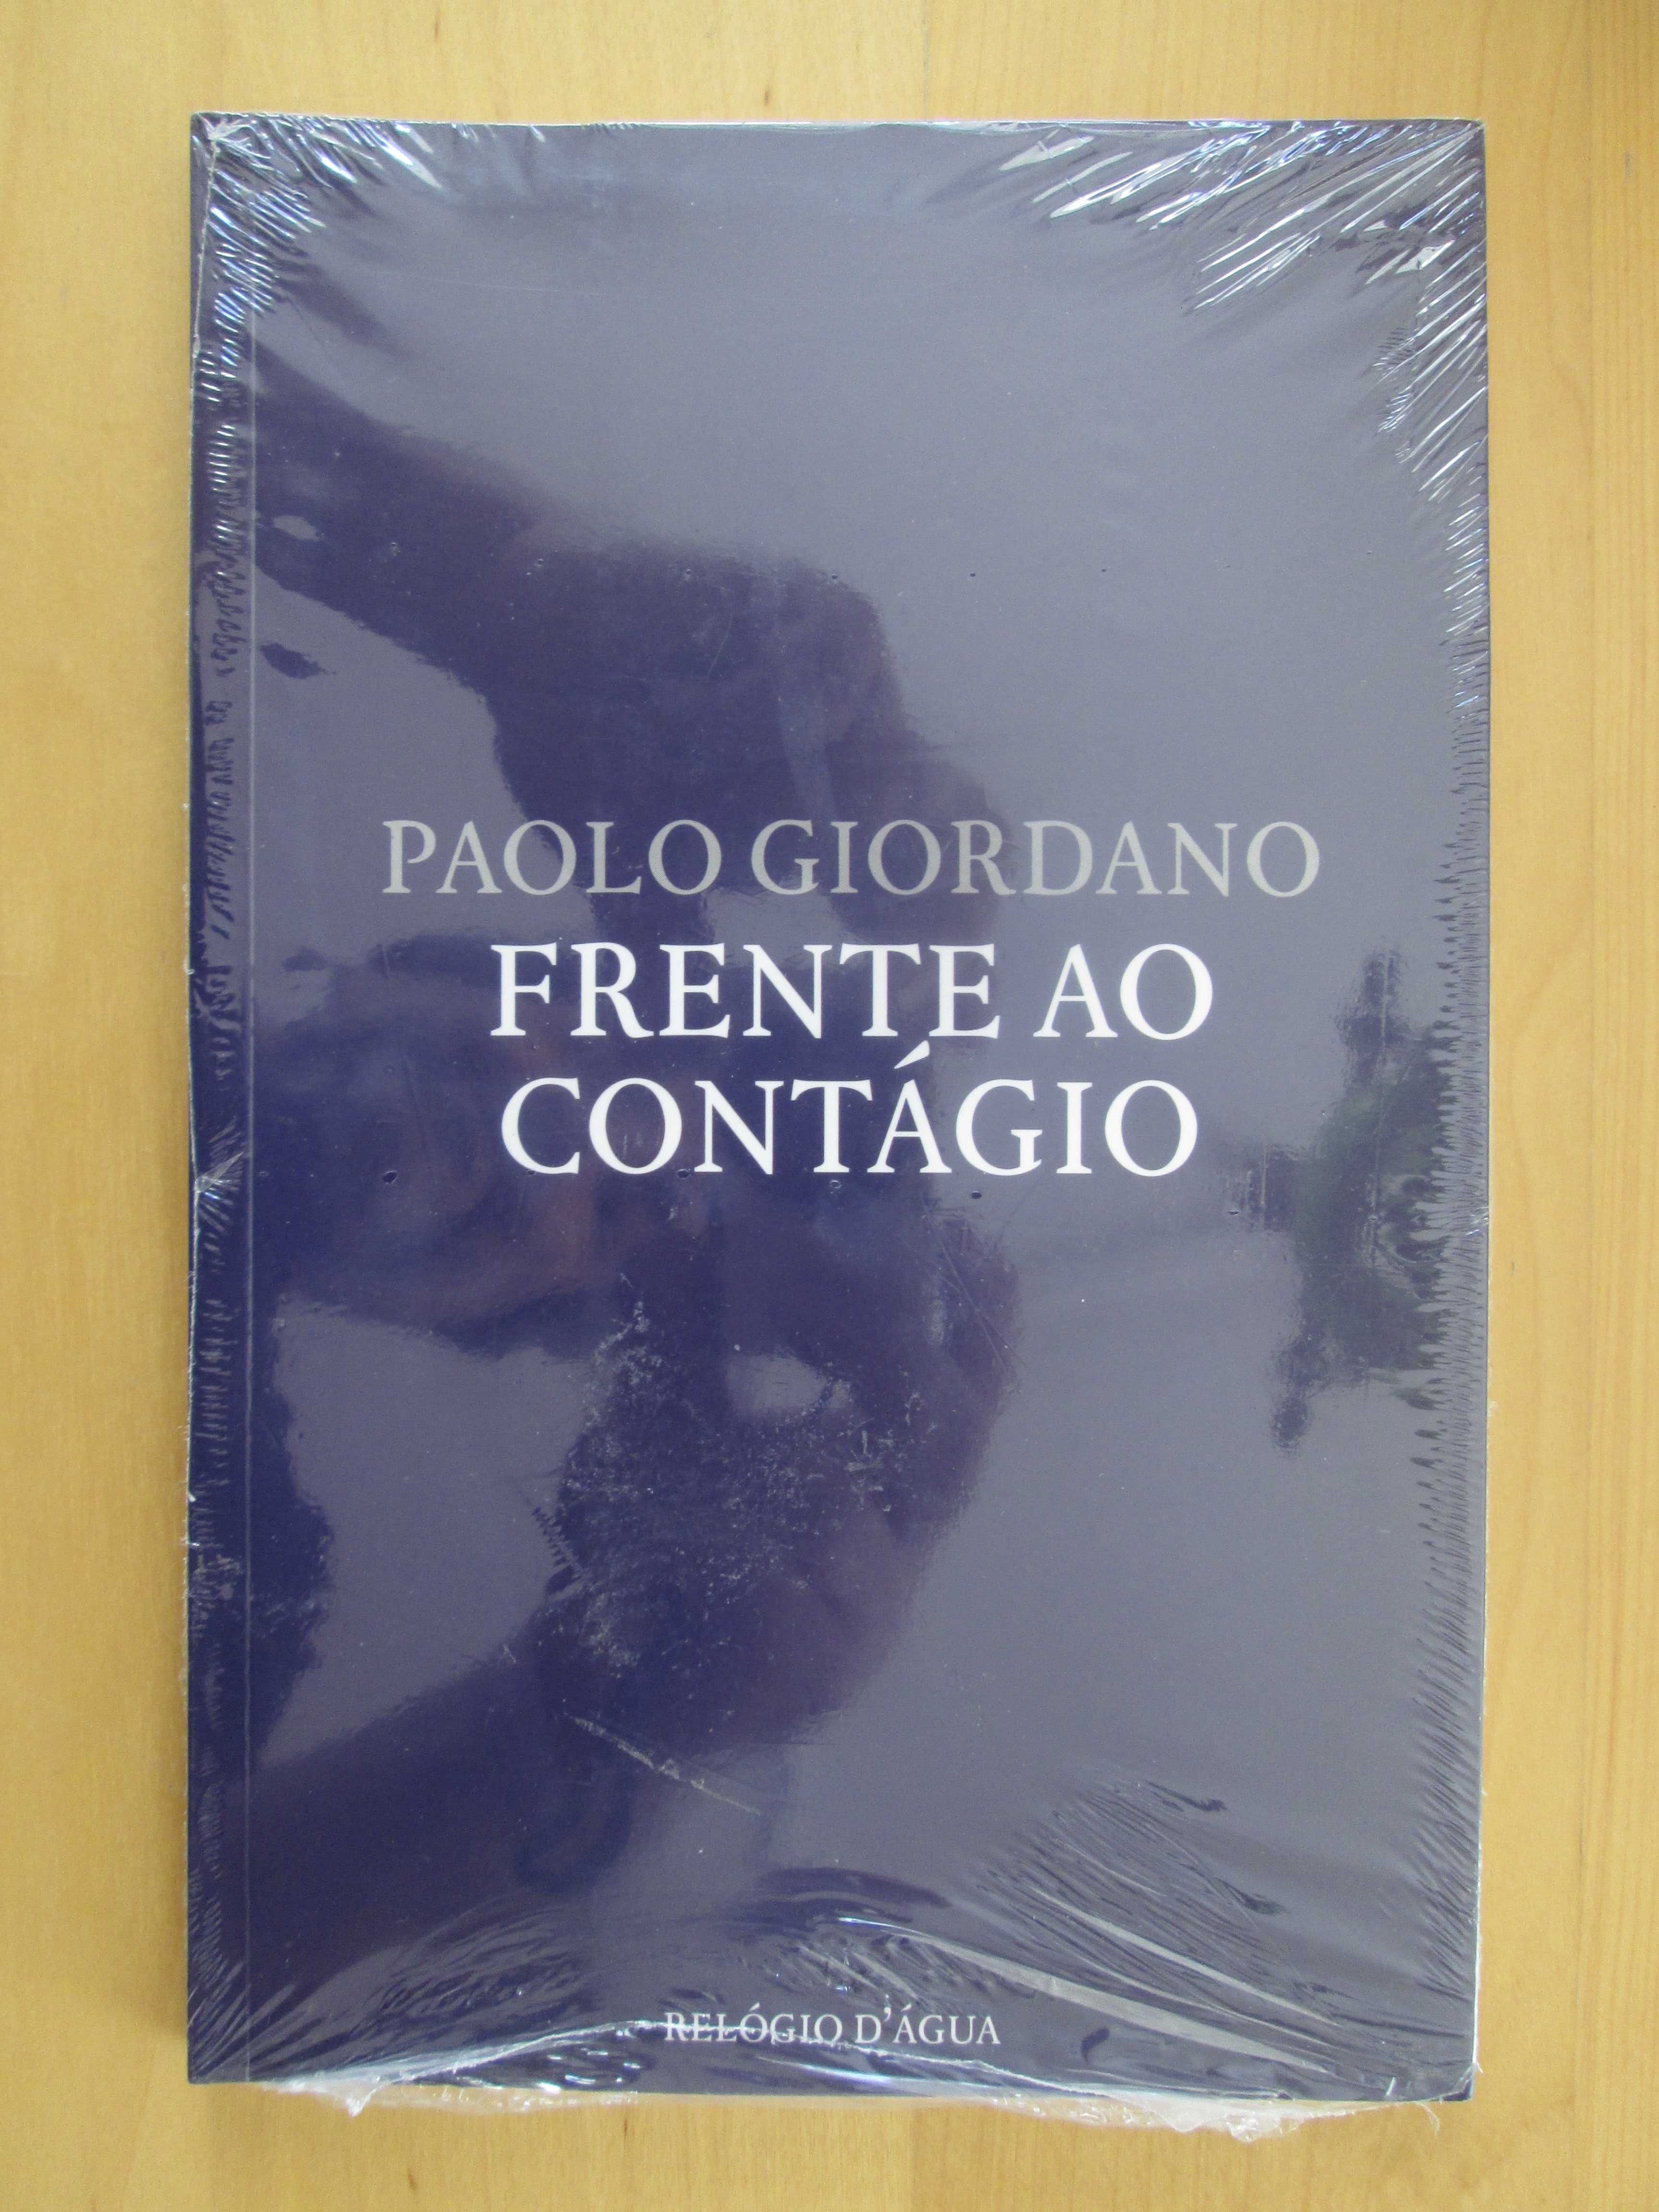 PAOLO GIORDANO
FRENTE AO
CONTÁGIO
RELÓGIO D'ÁGUA